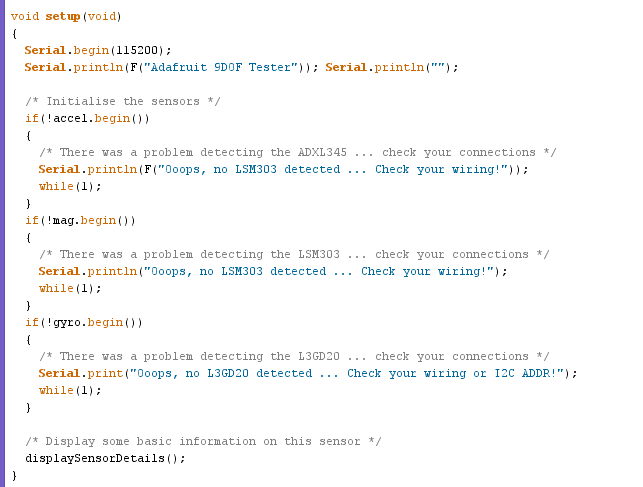 void setup(void)
{
  Serial.begin(115200);
  Serial.println(F("Adafruit 9DOF Tester")); Serial.println("");

  /* Initialise the sensors */
  if(!accel.begin())
  {
    /* There was a problem detecting the ADXL345 ... check your connections */
    Serial.println(F("Ooops, no LSM303 detected ... Check your wiring!"));
    while(1);
  }
  if(!mag.begin())
  {
    /* There was a problem detecting the LSM303 ... check your connections */
    Serial.println("Ooops, no LSM303 detected ... Check your wiring!");
    while(1);
  }
  if(!gyro.begin())
  {
    /* There was a problem detecting the L3GD20 ... check your connections */
    Serial.print("Ooops, no L3GD20 detected ... Check your wiring or I2C ADDR!");
    while(1);
  }

  /* Display some basic information on this sensor */
  displaySensorDetails();
}